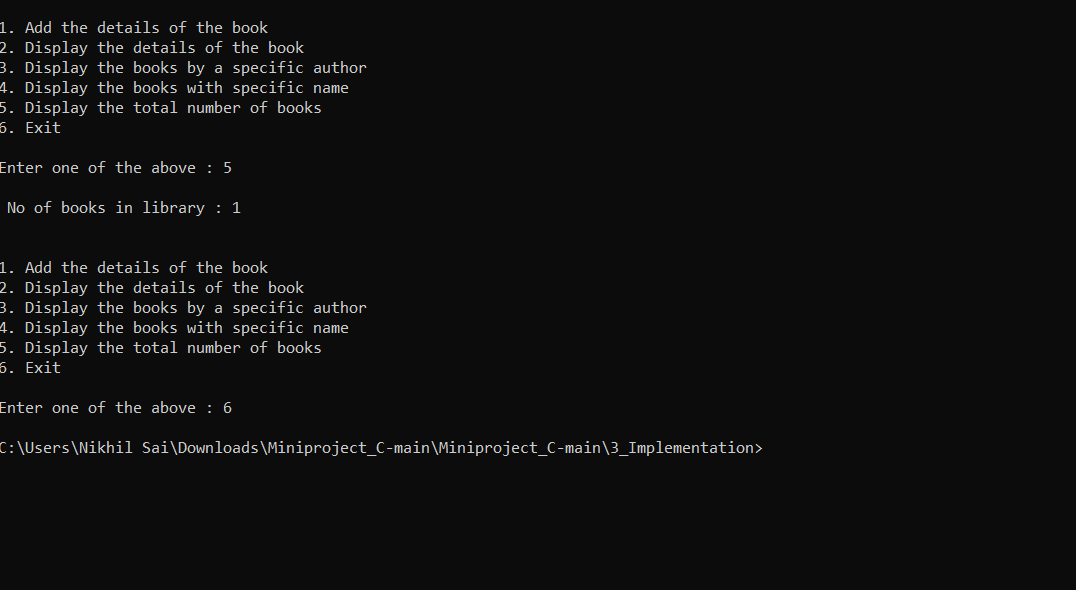 1. Add the details of the book
2. Display the details of the book
3. Display the books by a specific author
4. Display the books with specific name
5. Display the total number of books
6. Exit
Enter one of the above : 5
No of books in library : 1
1. Add the details of the book
2. Display the details of the book
3. Display the books by a specific author
4. Display the books with specific name
5. Display the total number of books
6. Exit
Enter one of the above : 6
C:\Users\Nikhil Sai\Downloads\Miniproject_C-main\Miniproject_C-main\3_Implementation>